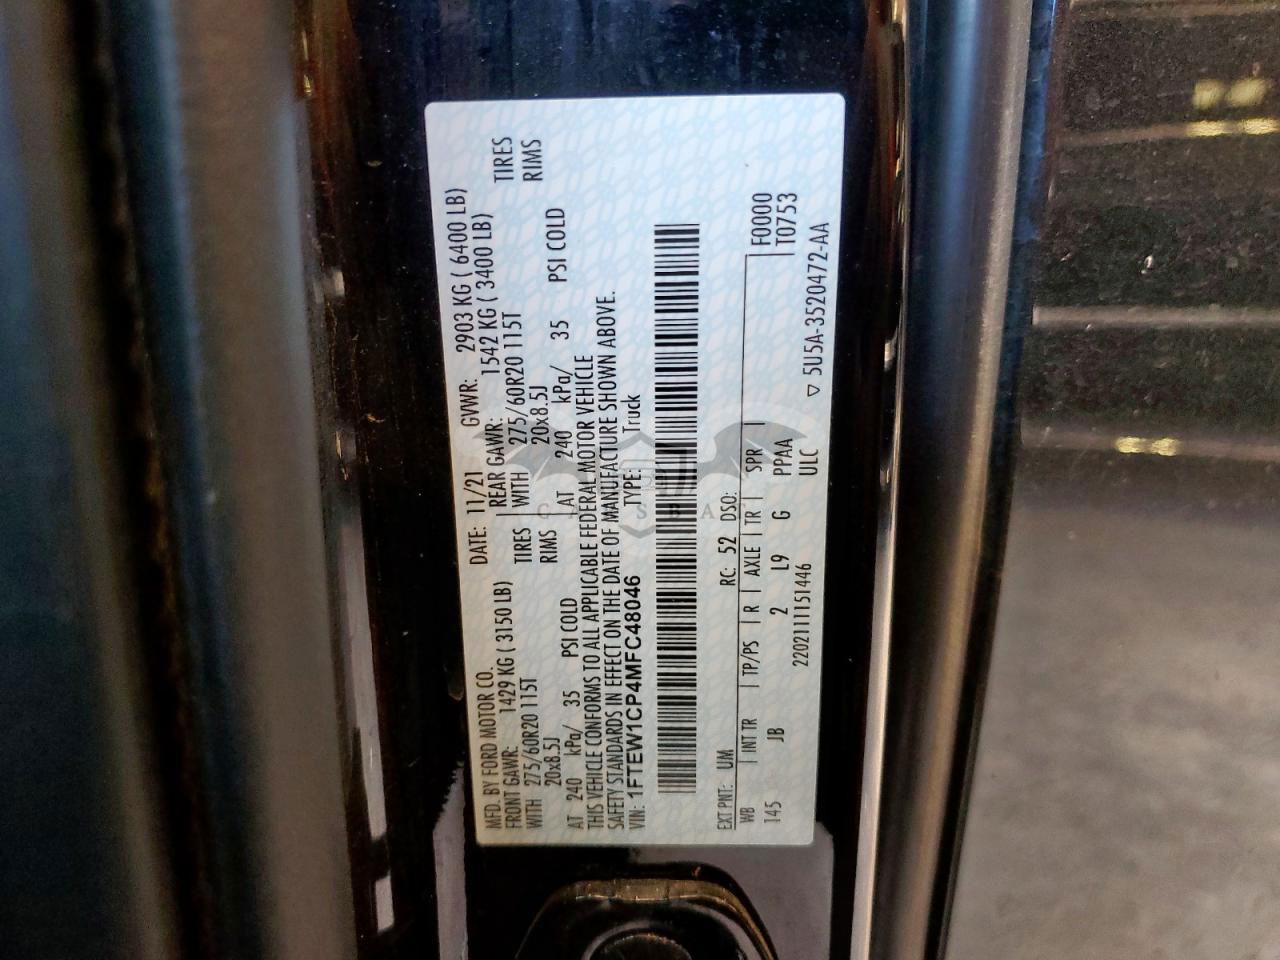 MFD. BY FORD MOTOR CO. DATE: 11/21 GVWR: 2903 KG ( 6400 LB)
FRONT GAWR: 1429 KG ( 3150 LB) REAR GAWR: 1542 KG ( 3400 LB)
WITH 275/60R20 115T TIRES WITH 275/60R20 115T TIRES
20x8.5J RIMS 20x8.5J RIMS
AT 240 kPa/ 35 PSI COLD AT 240 kPa/ 35 PSI COLD
THIS VEHICLE CONFORMS TO ALL APPLICABLE FEDERAL MOTOR VEHICLE
SAFETY STANDARDS IN EFFECT ON THE DATE OF MANUFACTURE SHOWN ABOVE.
VIN: 1FTEW1CP4MFC48046 TYPE: Truck
EXT PNT: UM RC: 52 DSO:
WB INT TR TP/PS R AXLE TR SPR F0000
145 JB 2 L9 G PPAA T0753
22021111151446 ULC
▽ 5U5A-3520472-AA